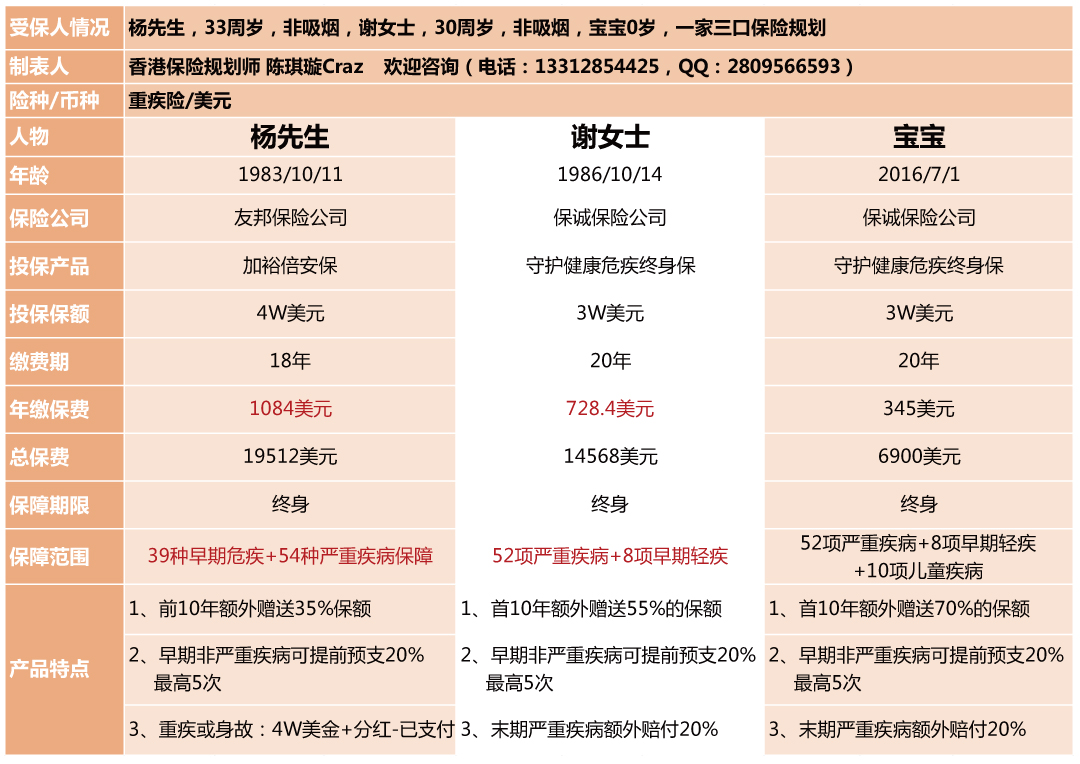 受保人情况 杨先生，33周岁，非吸烟，谢女士，30周岁，非吸烟，宝宝0岁，一家三口保险规划
制表人 香港保险规划师 陈琪璇Craz 欢迎咨询（电话：13312854425，QQ：2809566593）
险种/币种 重疾险/美元
人物 杨先生 谢女士 宝宝
年龄 1983/10/11 1986/10/14 2016/7/1
保险公司 友邦保险公司 保诚保险公司 保诚保险公司
投保产品 加裕倍安保 守护健康危疾终身保 守护健康危疾终身保
投保保额 4W美元 3W美元 3W美元
缴费期 18年 20年 20年
年缴保费 1084美元 728.4美元 345美元
总保费 19512美元 14568美元 6900美元
保障期限 终身 终身 终身
保障范围 39种早期危疾+54种严重疾病保障 52项严重疾病+8项早期轻疾 52项严重疾病+8项早期轻疾
+10项儿童疾病
产品特点 1、前10年额外赠送35%保额 1、首10年额外赠送55%的保额 1、首10年额外赠送70%的保额
2、早期非严重疾病可提前预支20% 2、早期非严重疾病可提前预支20% 2、早期非严重疾病可提前预支20%
最高5次 最高5次 最高5次
3、重疾或身故：4W美金+分红-已支付 3、末期严重疾病额外赔付20% 3、末期严重疾病额外赔付20%